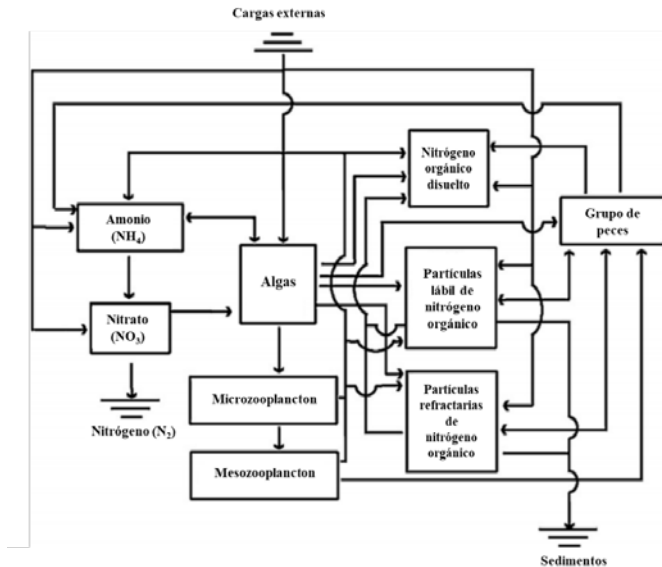 Cargas externas
Nitrógeno
orgánico
disuelto
Amonio
(NH₄)
Grupo de
peces
Algas
Partículas
lábil de
nitrógeno
orgánico
Nitrato
(NO₃)
Microzooplancton
Partículas
refractarias
de
nitrógeno
orgánico
Nitrógeno (N₂)
Mesozooplancton
Sedimentos